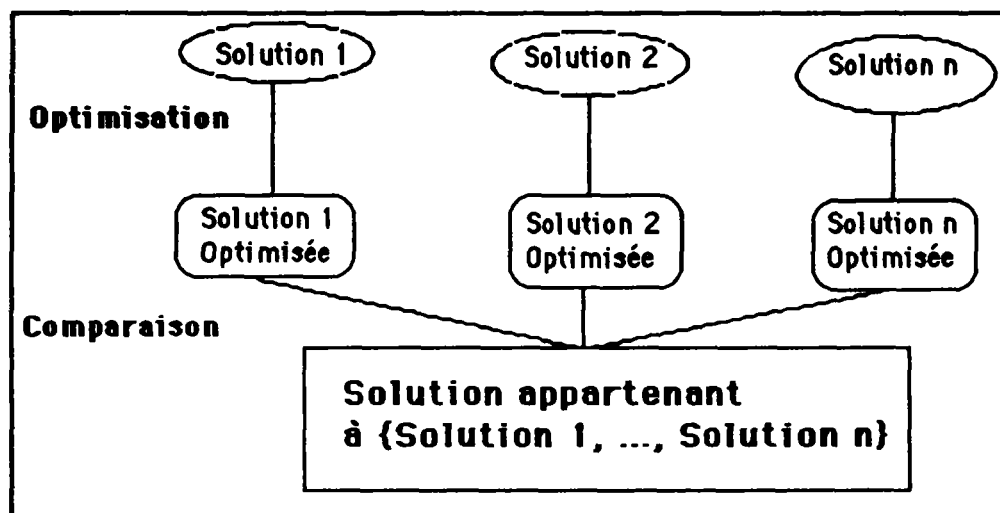 Solution 1
Solution 2
Solution n
Optimisation
Solution 1
Optimisée
Solution 2
Optimisée
Solution n
Optimisée
Comparaison
Solution appartenant
à {Solution 1, ..., Solution n}